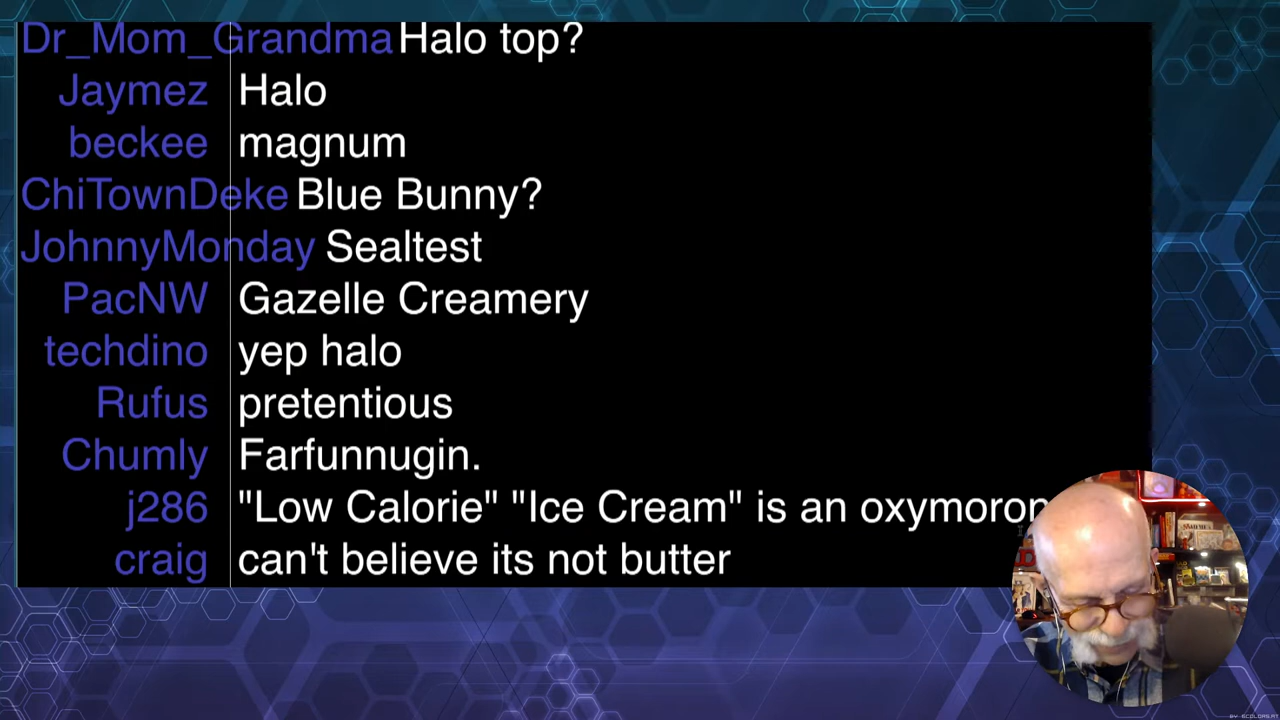 Dr_Mom_Grandma Halo top?
Jaymez Halo
beckee magnum
ChiTownDeke Blue Bunny?
JohnnyMonday Sealtest
PacNW Gazelle Creamery
techdino yep halo
Rufus pretentious
Chumly Farfunnugin.
j286 "Low Calorie" "Ice Cream" is an oxymoron
craig can't believe its not butter